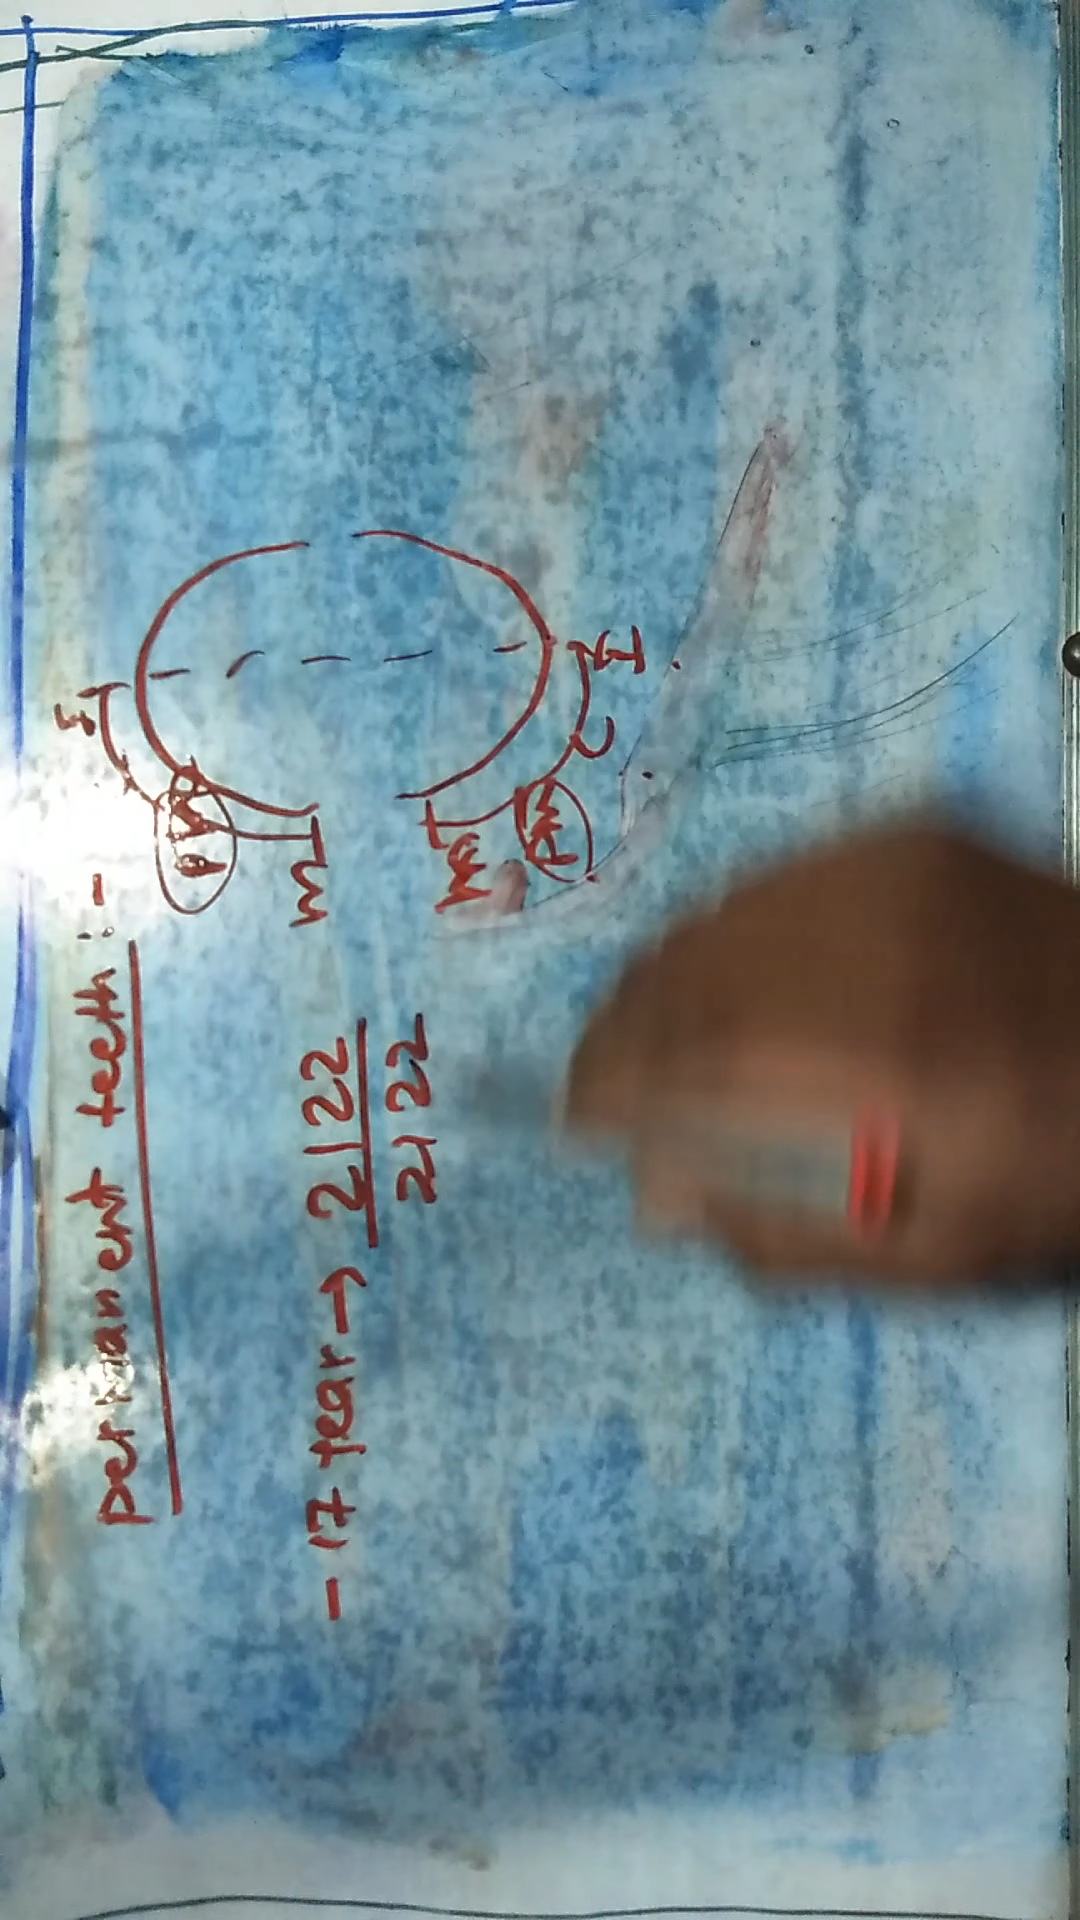 permanent teeth:-
- 17 year → 2122
2122
I
PM
M
M
PM
C
I